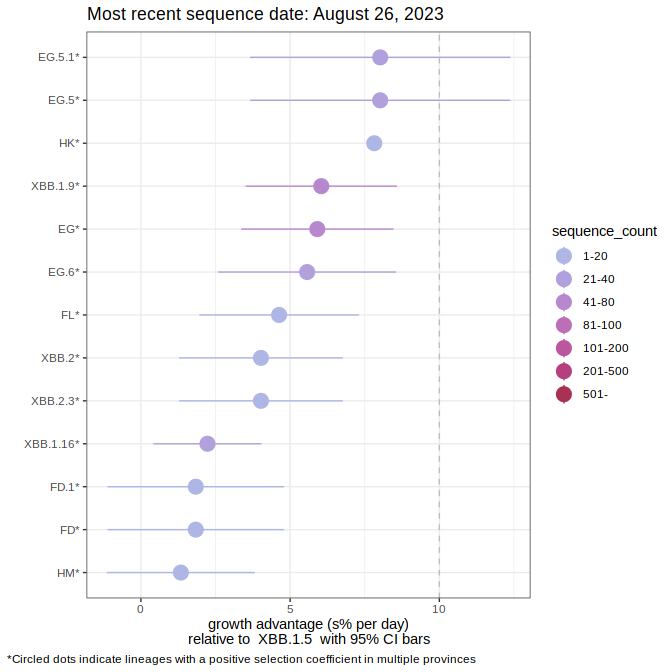 Most recent sequence date: August 26, 2023
EG.5.1*
EG.5*
HK*
XBB.1.9*
EG*
EG.6*
FL*
XBB.2*
XBB.2.3*
XBB.1.16*
FD.1*
FD*
HM*
0 5 10
growth advantage (s% per day)
relative to  XBB.1.5  with 95% CI bars
*Circled dots indicate lineages with a positive selection coefficient in multiple provinces
sequence_count
1-20
21-40
41-80
81-100
101-200
201-500
501-